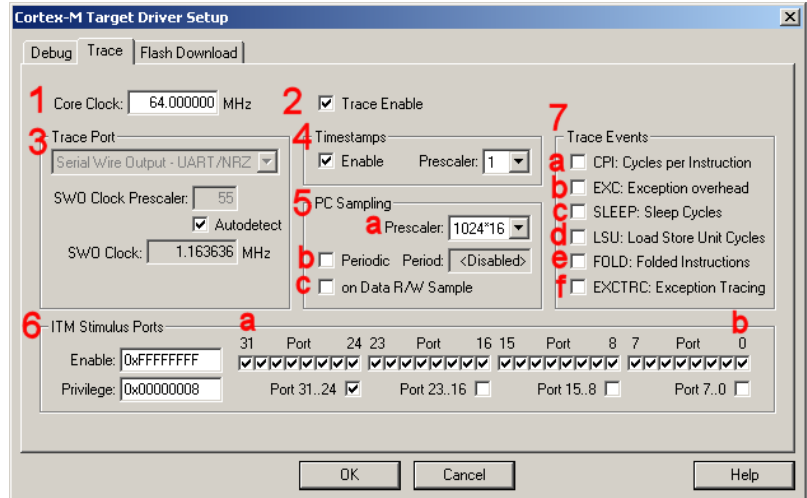 Cortex-M Target Driver Setup
Debug Trace Flash Download
1 Core Clock: 64.000000 MHz 2 Trace Enable
7
3 Trace Port 4 Timestamps Trace Events
Serial Wire Output - UART/NRZ Enable Prescaler: 1 a CPI: Cycles per Instruction
SWO Clock Prescaler: 55 5 PC Sampling b EXC: Exception overhead
Autodetect a Prescaler: 1024*16 c SLEEP: Sleep Cycles
SWO Clock: 1.163636 MHz b Periodic Period: <Disabled> d LSU: Load Store Unit Cycles
e FOLD: Folded Instructions
c on Data R/W Sample f EXCTRC: Exception Tracing
6 ITM Stimulus Ports a b
31 Port 24 23 Port 16 15 Port 8 7 Port 0
Enable: 0xFFFFFFFF
Privilege: 0x00000008 Port 31..24 Port 23..16 Port 15..8 Port 7..0
OK Cancel Help